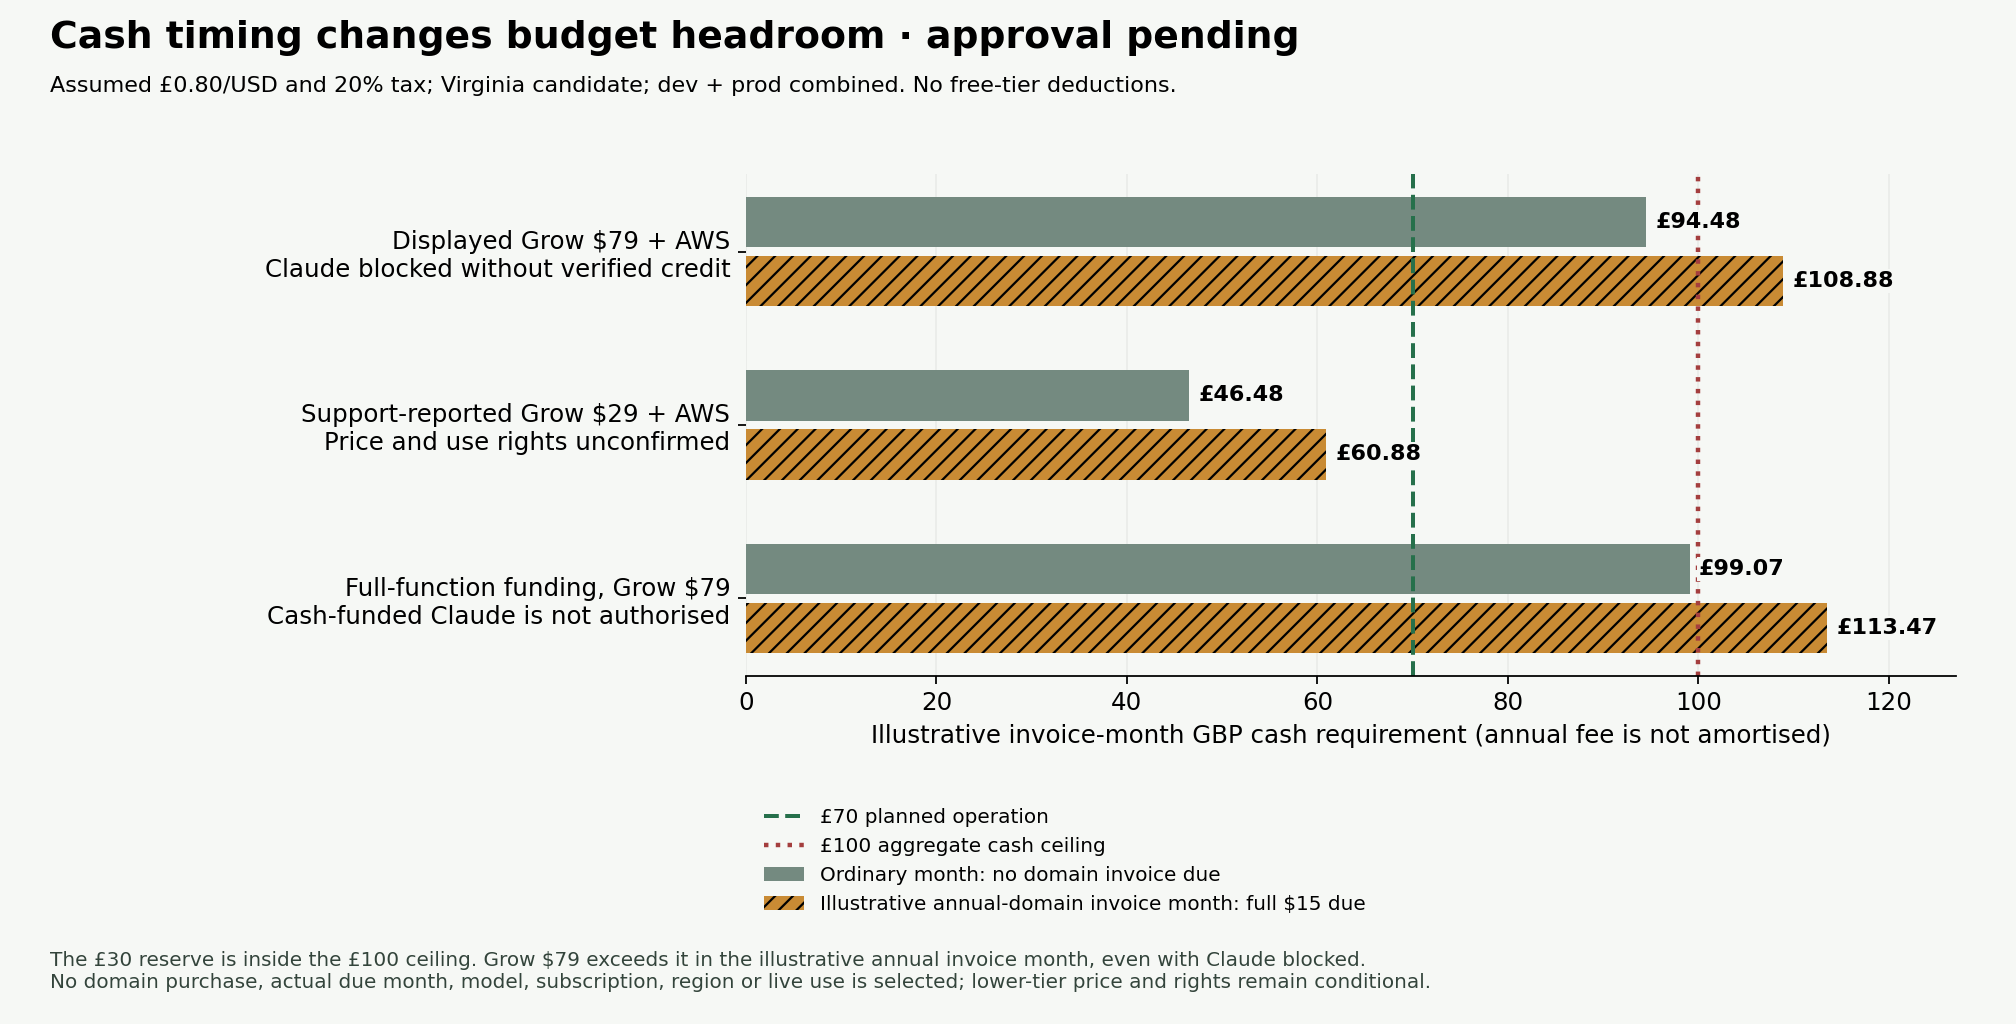 Cash timing changes budget headroom · approval pending
Assumed £0.80/USD and 20% tax; Virginia candidate; dev + prod combined. No free-tier deductions.
Displayed Grow $79 + AWS
Claude blocked without verified credit
£94.48
£108.88
Support-reported Grow $29 + AWS
Price and use rights unconfirmed
£46.48
£60.88
Full-function funding, Grow $79
Cash-funded Claude is not authorised
£99.07
£113.47
0 20 40 60 80 100 120
Illustrative invoice-month GBP cash requirement (annual fee is not amortised)
£70 planned operation
£100 aggregate cash ceiling
Ordinary month: no domain invoice due
Illustrative annual-domain invoice month: full $15 due
The £30 reserve is inside the £100 ceiling. Grow $79 exceeds it in the illustrative annual invoice month, even with Claude blocked.
No domain purchase, actual due month, model, subscription, region or live use is selected; lower-tier price and rights remain conditional.